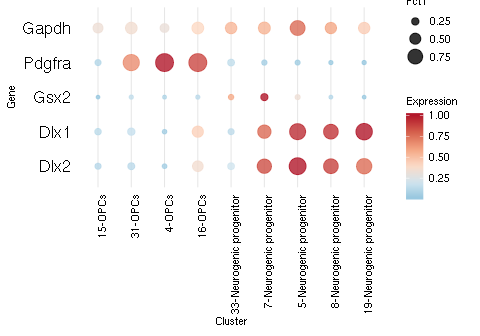 Pct1
0.25
0.50
0.75
Expression
1.00
0.75
0.50
0.25
Gene
Gapdh
Pdgfra
Gsx2
Dlx1
Dlx2
15-OPCs
31-OPCs
4-OPCs
16-OPCs
33-Neurogenic progenitor
7-Neurogenic progenitor
5-Neurogenic progenitor
8-Neurogenic progenitor
19-Neurogenic progenitor
Cluster